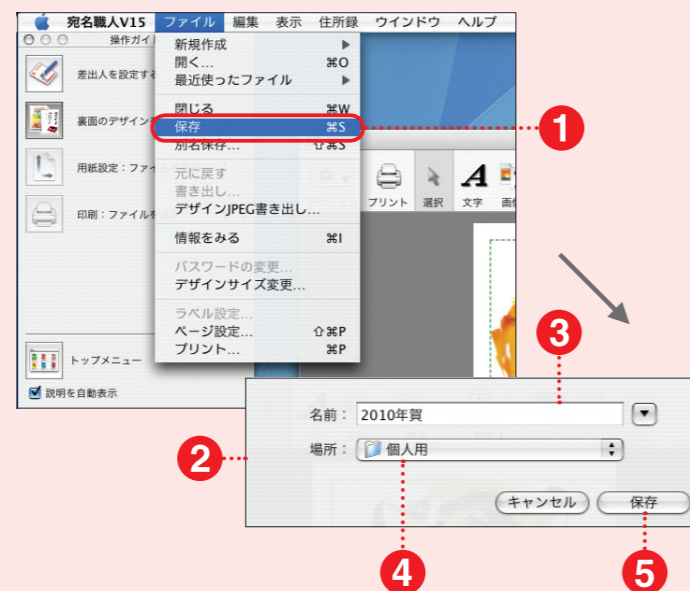 宛名職人V15 ファイル 編集 表示 住所録 ウインドウ ヘルプ
操作ガイ
差出人を設定する
裏面のデザインを
用紙設定：ファイ
印刷：ファイルを
トップメニュー
説明を自動表示
新規作成
開く... ⌘O
最近使ったファイル
閉じる ⌘W
保存 ⌘S
別名保存... ⇧⌘S
元に戻す
書き出し...
デザインJPEG書き出し...
情報をみる ⌘I
パスワードの変更...
デザインサイズ変更...
ラベル設定...
ページ設定... ⇧⌘P
プリント... ⌘P
プリント 選択 文字 画像
1
3
名前： 2010年賀
2
場所： 個人用
キャンセル 保存
4
5